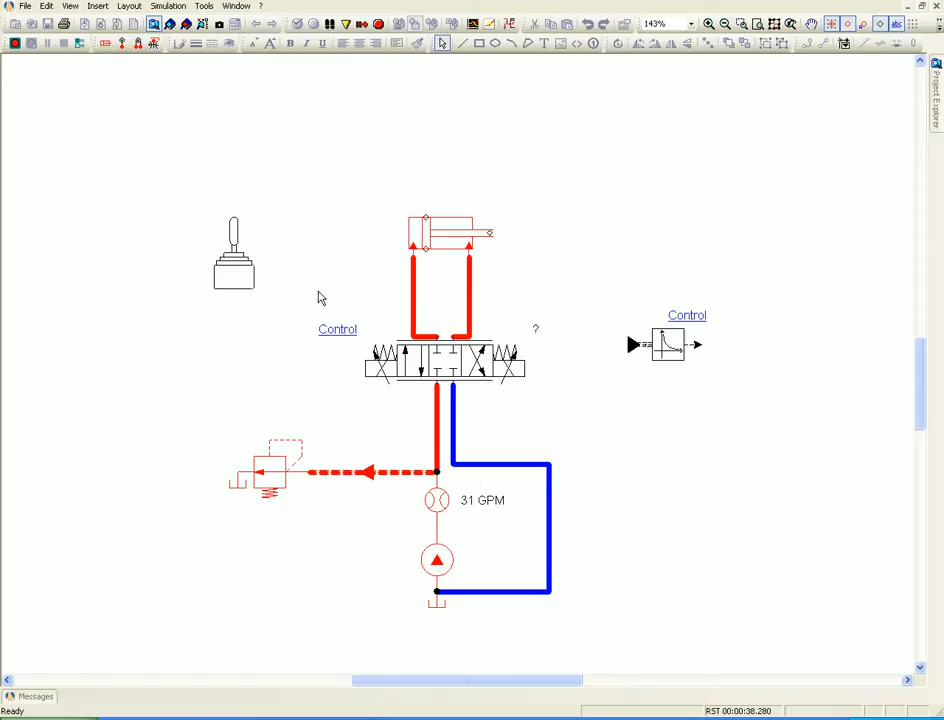 File Edit View Insert Layout Simulation Tools Window ?
143%
B I U
A A T
Project Explorer
Control
Control
?
31 GPM
Messages
Ready
RST 00:00:38.280